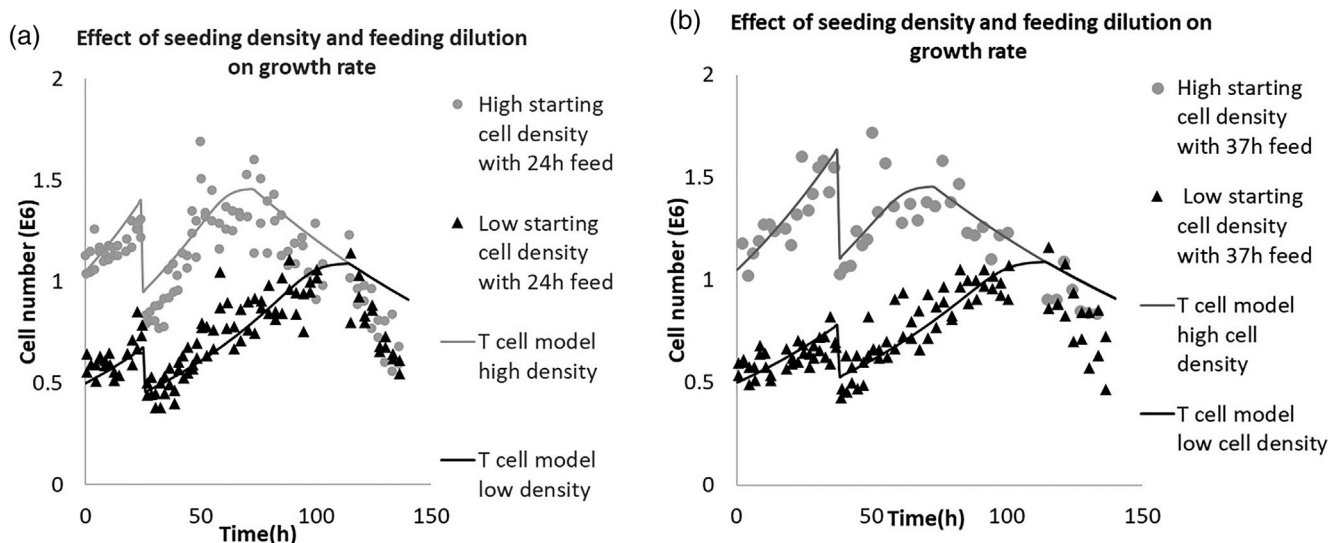 (a)
Effect of seeding density and feeding dilution
on growth rate
2
1.5
1
0.5
0
0
50
100
150
Cell number (E6)
Time(h)
High starting
cell density
with 24h feed
Low starting
cell density
with 24h feed
T cell model
high density
T cell model
low density
(b)
Effect of seeding density and feeding dilution on
growth rate
2
1.5
1
0.5
0
0
50
100
150
Cell number (E6)
Time(h)
High starting
cell density
with 37h feed
Low starting
cell density
with 37h feed
T cell model
high cell
density
T cell model
low cell density